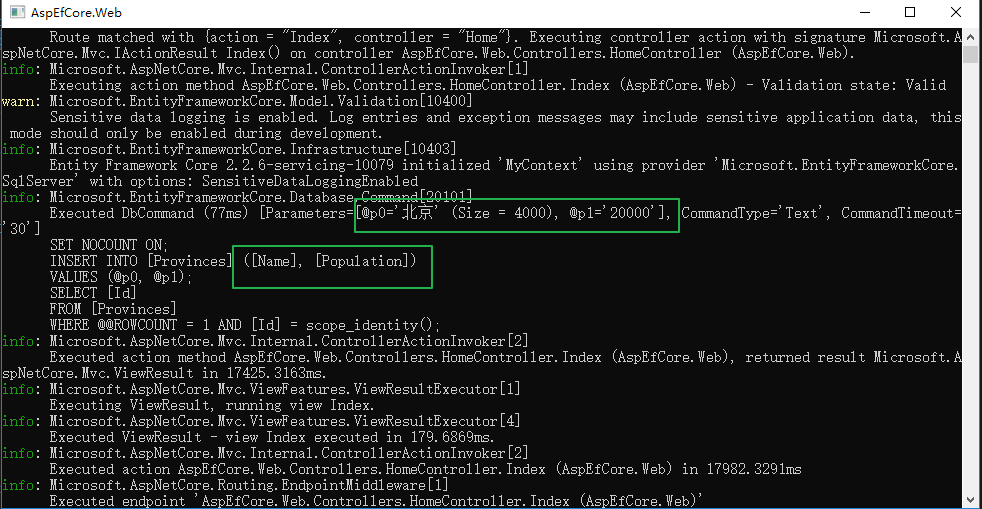 AspEfCore.Web
Route matched with {action = "Index", controller = "Home"}. Executing controller action with signature Microsoft.A
spNetCore.Mvc.IActionResult Index() on controller AspEfCore.Web.Controllers.HomeController (AspEfCore.Web).
info: Microsoft.AspNetCore.Mvc.Internal.ControllerActionInvoker[1]
Executing action method AspEfCore.Web.Controllers.HomeController.Index (AspEfCore.Web) - Validation state: Valid
warn: Microsoft.EntityFrameworkCore.Model.Validation[10400]
Sensitive data logging is enabled. Log entries and exception messages may include sensitive application data, this
mode should only be enabled during development.
info: Microsoft.EntityFrameworkCore.Infrastructure[10403]
Entity Framework Core 2.2.6-servicing-10079 initialized 'MyContext' using provider 'Microsoft.EntityFrameworkCore.
SqlServer' with options: SensitiveDataLoggingEnabled
info: Microsoft.EntityFrameworkCore.Database.Command[20101]
Executed DbCommand (77ms) [Parameters=[@p0='北京' (Size = 4000), @p1='20000'], CommandType='Text', CommandTimeout=
'30']
SET NOCOUNT ON;
INSERT INTO [Provinces] ([Name], [Population])
VALUES (@p0, @p1);
SELECT [Id]
FROM [Provinces]
WHERE @@ROWCOUNT = 1 AND [Id] = scope_identity();
info: Microsoft.AspNetCore.Mvc.Internal.ControllerActionInvoker[2]
Executed action method AspEfCore.Web.Controllers.HomeController.Index (AspEfCore.Web), returned result Microsoft.A
spNetCore.Mvc.ViewResult in 17425.3163ms.
info: Microsoft.AspNetCore.Mvc.ViewFeatures.ViewResultExecutor[1]
Executing ViewResult, running view Index.
info: Microsoft.AspNetCore.Mvc.ViewFeatures.ViewResultExecutor[4]
Executed ViewResult - view Index executed in 179.6869ms.
info: Microsoft.AspNetCore.Mvc.Internal.ControllerActionInvoker[2]
Executed action AspEfCore.Web.Controllers.HomeController.Index (AspEfCore.Web) in 17982.3291ms
info: Microsoft.AspNetCore.Routing.EndpointMiddleware[1]
Executed endpoint 'AspEfCore.Web.Controllers.HomeController.Index (AspEfCore.Web)'